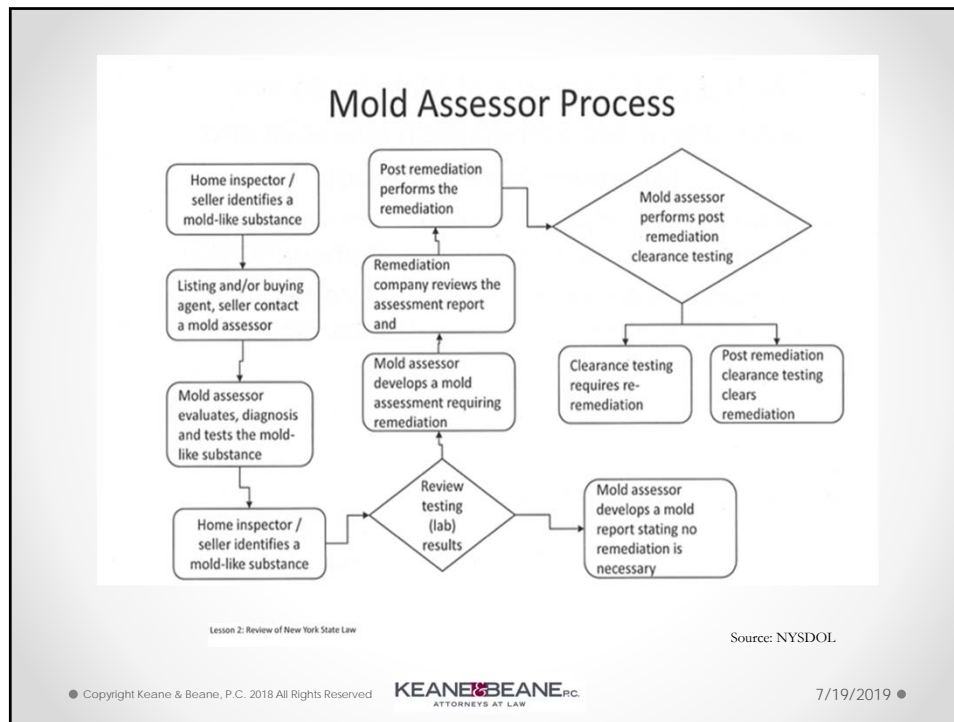 Mold Assessor Process
Home inspector /
seller identifies a
mold-like substance
Listing and/or buying
agent, seller contact
a mold assessor
Mold assessor
evaluates, diagnosis
and tests the mold-
like substance
Home inspector /
seller identifies a
mold-like substance
Review
testing
(lab)
results
Mold assessor
develops a mold
assessment requiring
remediation
Remediation
company reviews the
assessment report
and
Post remediation
performs the
remediation
Mold assessor
performs post
remediation
clearance testing
Clearance testing
requires re-
remediation
Post remediation
clearance testing
clears
remediation
Mold assessor
develops a mold
report stating no
remediation is
necessary
Lesson 2: Review of New York State Law
Source: NYSDOL
● Copyright Keane & Beane, P.C. 2018 All Rights Reserved
KEANE&BEANE P.C.
ATTORNEYS AT LAW
7/19/2019 ●